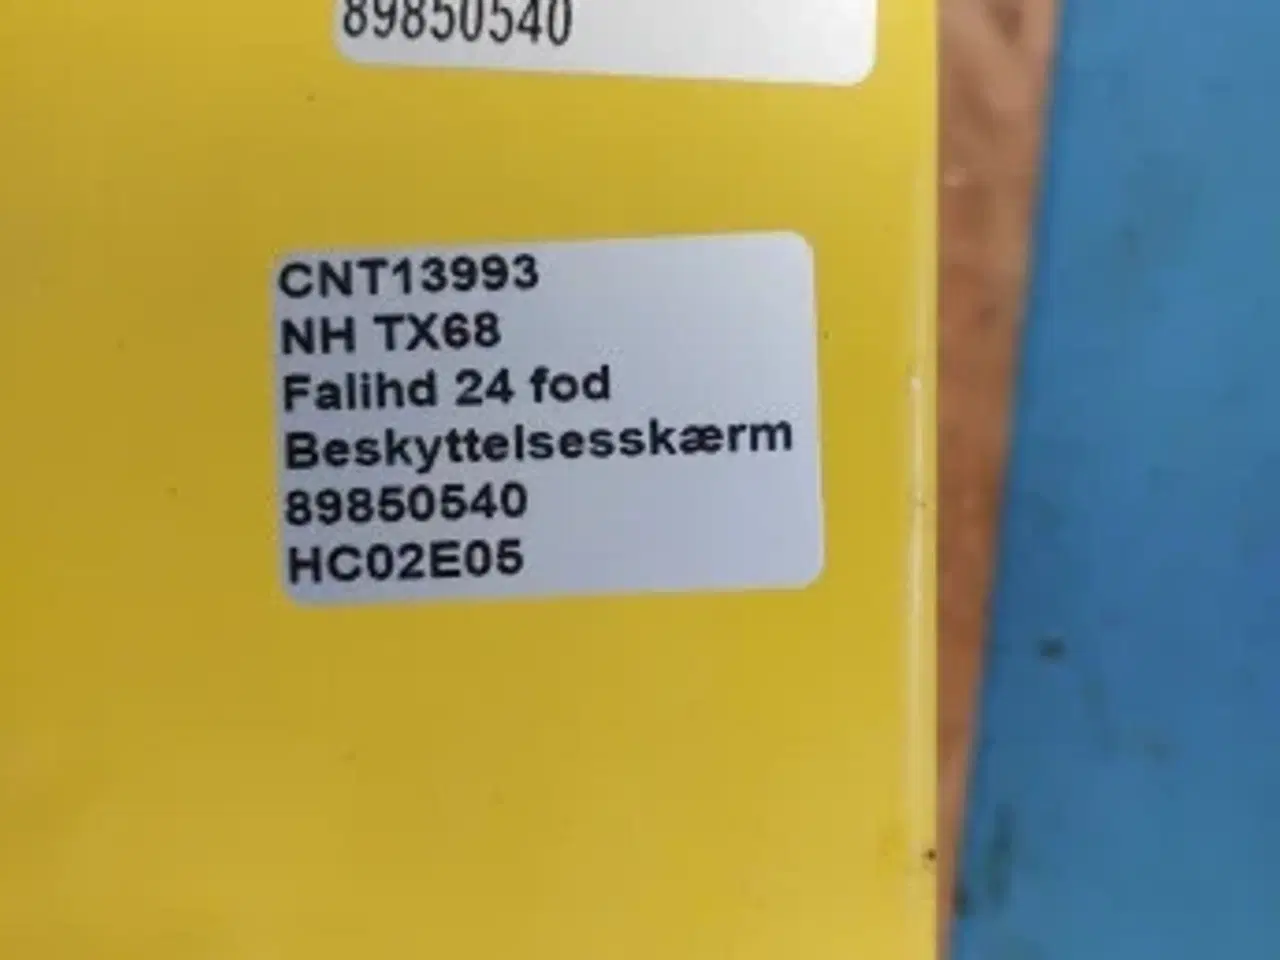 89850540
CNT13993
NH TX68
Falihd 24 fod
Beskyttelsesskærm
89850540
HC02E05